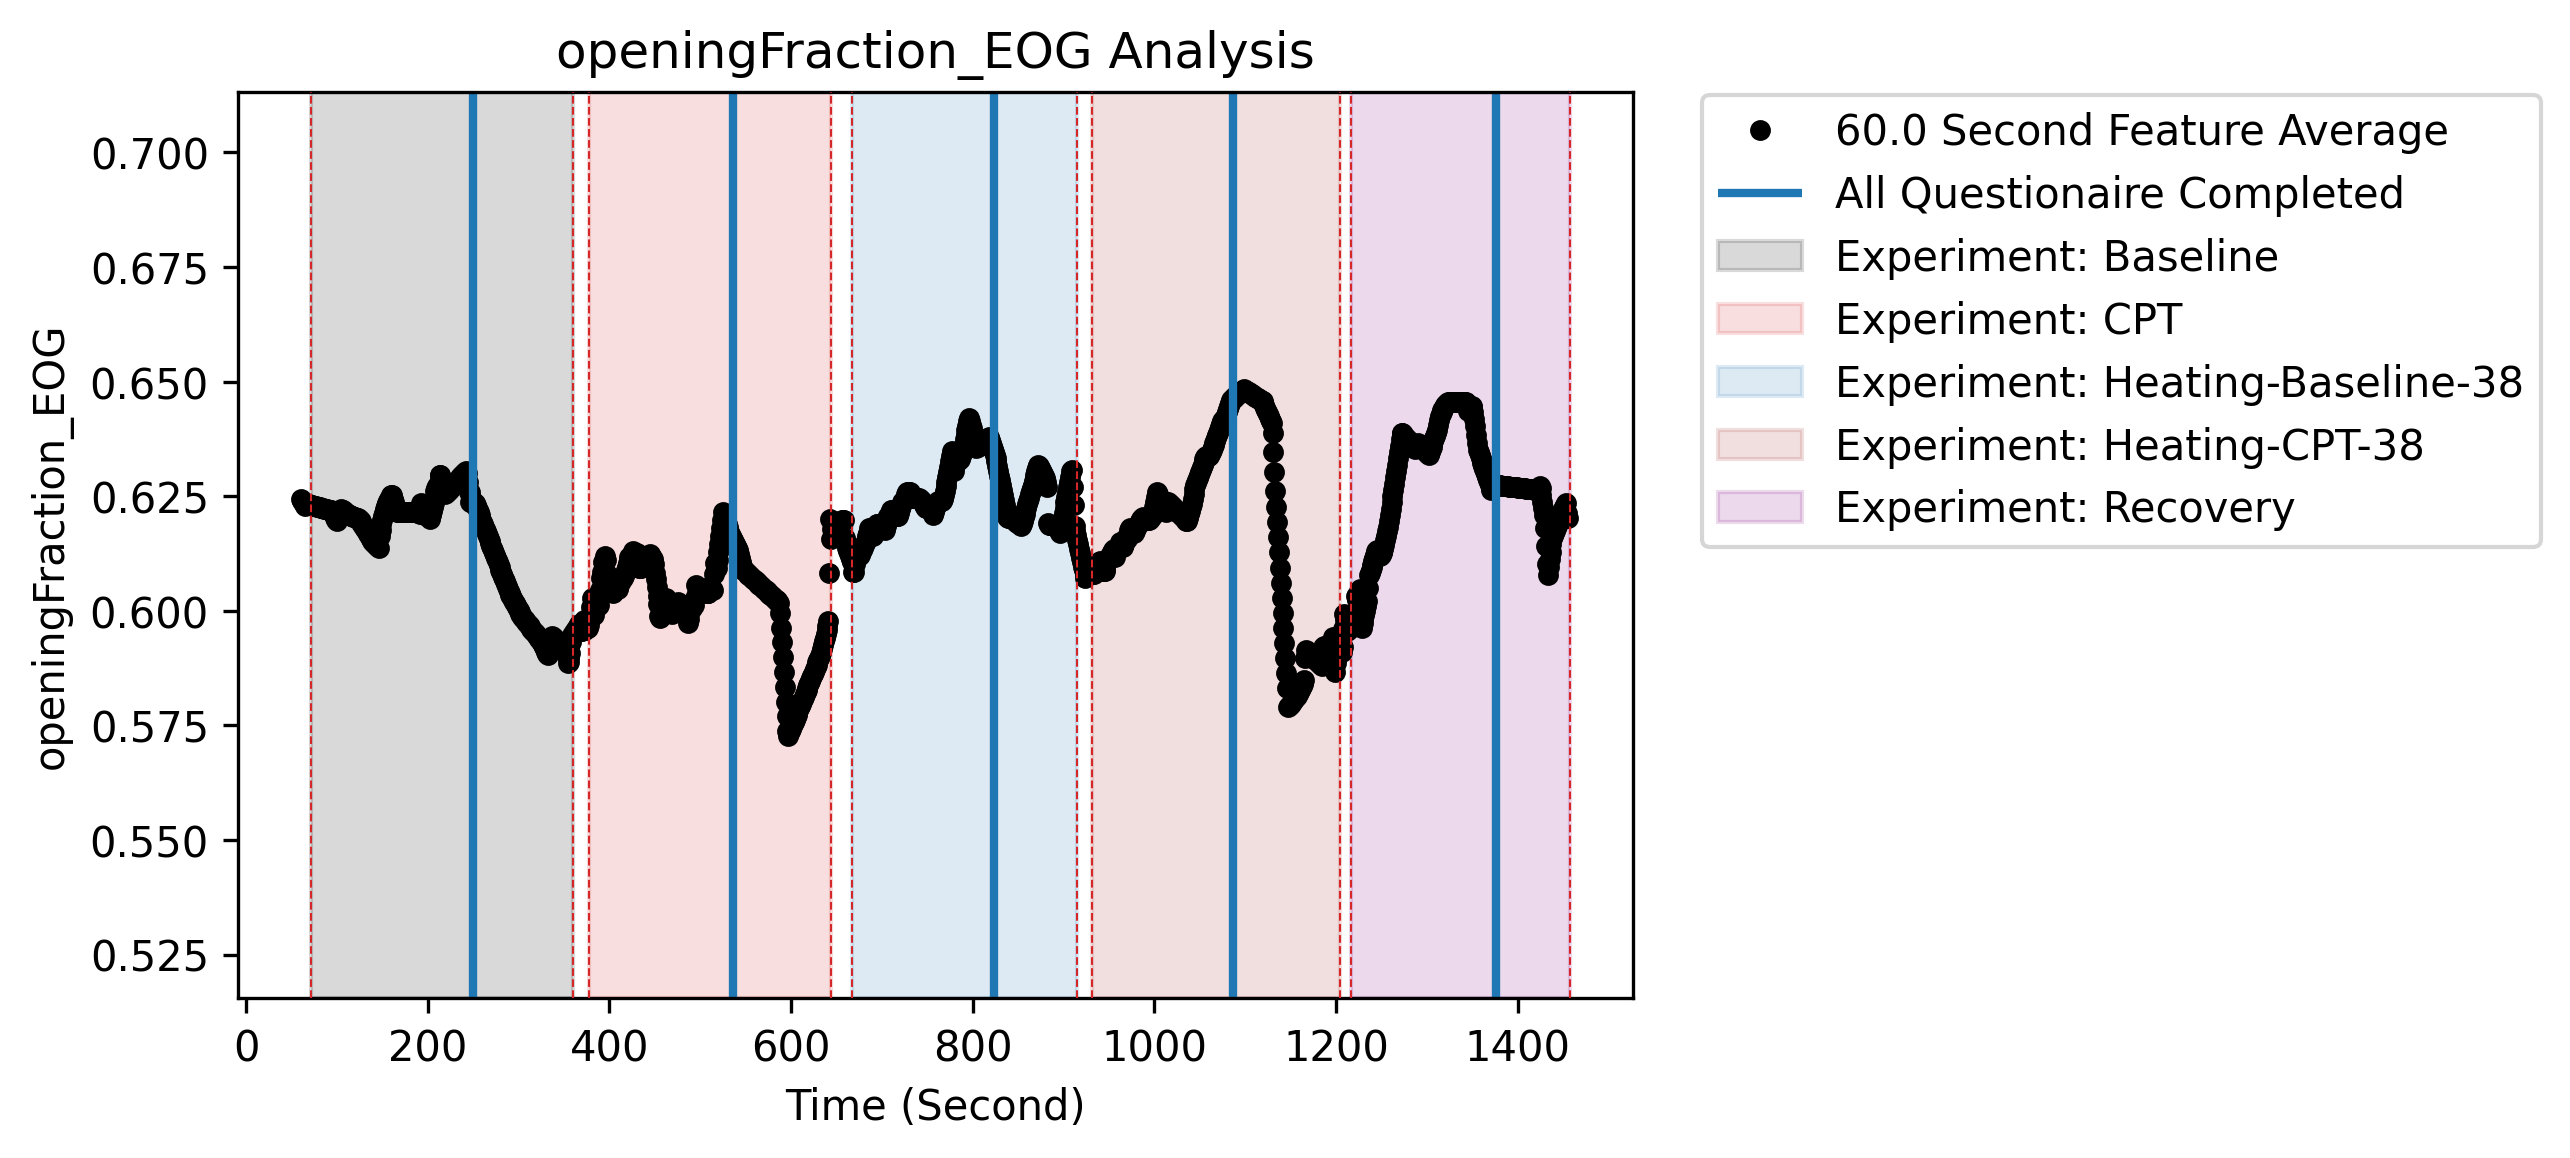 openingFraction_EOG Analysis
openingFraction_EOG
0.700
0.675
0.650
0.625
0.600
0.575
0.550
0.525
0 200 400 600 800 1000 1200 1400
Time (Second)
60.0 Second Feature Average
All Questionaire Completed
Experiment: Baseline
Experiment: CPT
Experiment: Heating-Baseline-38
Experiment: Heating-CPT-38
Experiment: Recovery